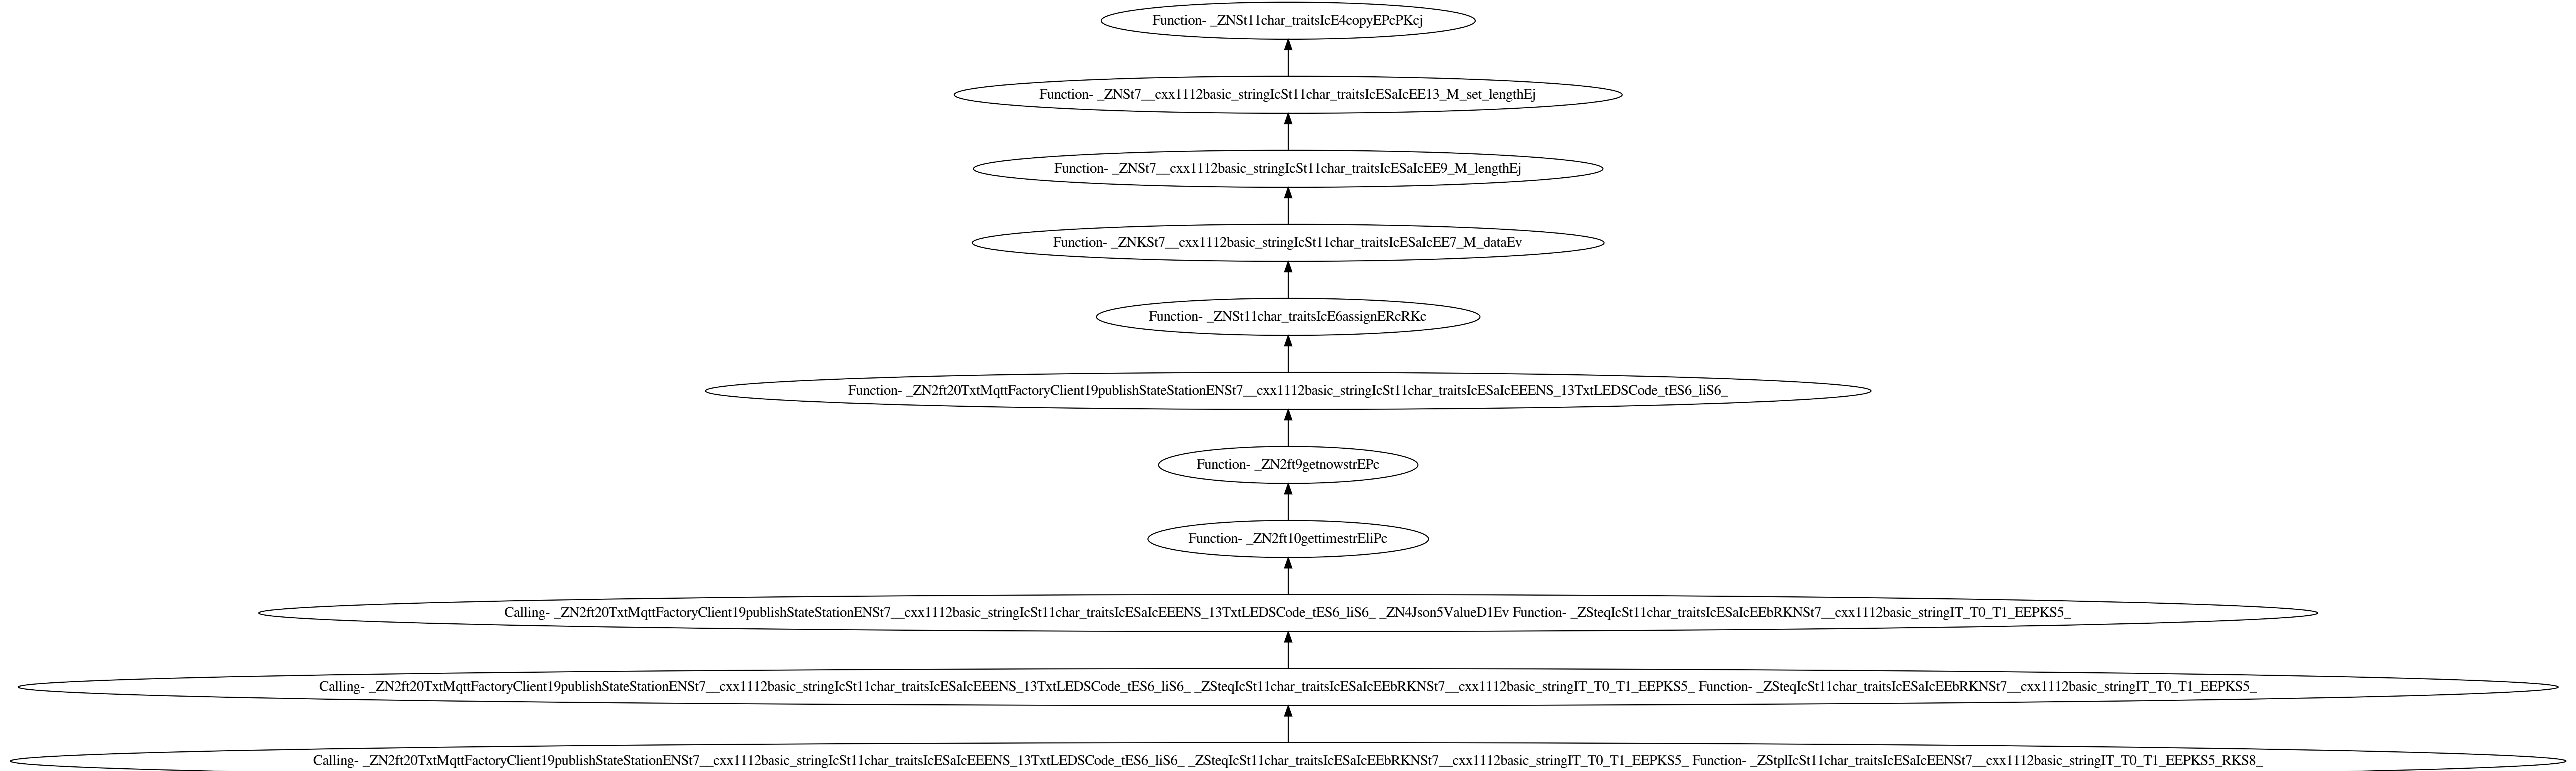 Function- _ZNSt11char_traitsIcE4copyEPcPKcj
Function- _ZNSt7__cxx1112basic_stringIcSt11char_traitsIcESaIcEE13_M_set_lengthEj
Function- _ZNSt7__cxx1112basic_stringIcSt11char_traitsIcESaIcEE9_M_lengthEj
Function- _ZNKSt7__cxx1112basic_stringIcSt11char_traitsIcESaIcEE7_M_dataEv
Function- _ZNSt11char_traitsIcE6assignERcRKc
Function- _ZN2ft20TxtMqttFactoryClient19publishStateStationENSt7__cxx1112basic_stringIcSt11char_traitsIcESaIcEEENS_13TxtLEDSCode_tES6_liS6_
Function- _ZN2ft9getnowstrEPc
Function- _ZN2ft10gettimestrEliPc
Calling- _ZN2ft20TxtMqttFactoryClient19publishStateStationENSt7__cxx1112basic_stringIcSt11char_traitsIcESaIcEEENS_13TxtLEDSCode_tES6_liS6_ _ZN4Json5ValueD1Ev Function- _ZSteqIcSt11char_traitsIcESaIcEEbRKNSt7__cxx1112basic_stringIT_T0_T1_EEPKS5_
Calling- _ZN2ft20TxtMqttFactoryClient19publishStateStationENSt7__cxx1112basic_stringIcSt11char_traitsIcESaIcEEENS_13TxtLEDSCode_tES6_liS6_ _ZSteqIcSt11char_traitsIcESaIcEEbRKNSt7__cxx1112basic_stringIT_T0_T1_EEPKS5_ Function- _ZSteqIcSt11char_traitsIcESaIcEEbRKNSt7__cxx1112basic_stringIT_T0_T1_EEPKS5_
Calling- _ZN2ft20TxtMqttFactoryClient19publishStateStationENSt7__cxx1112basic_stringIcSt11char_traitsIcESaIcEEENS_13TxtLEDSCode_tES6_liS6_ _ZSteqIcSt11char_traitsIcESaIcEEbRKNSt7__cxx1112basic_stringIT_T0_T1_EEPKS5_ Function- _ZStplIcSt11char_traitsIcESaIcEENSt7__cxx1112basic_stringIT_T0_T1_EEPKS5_RKS8_